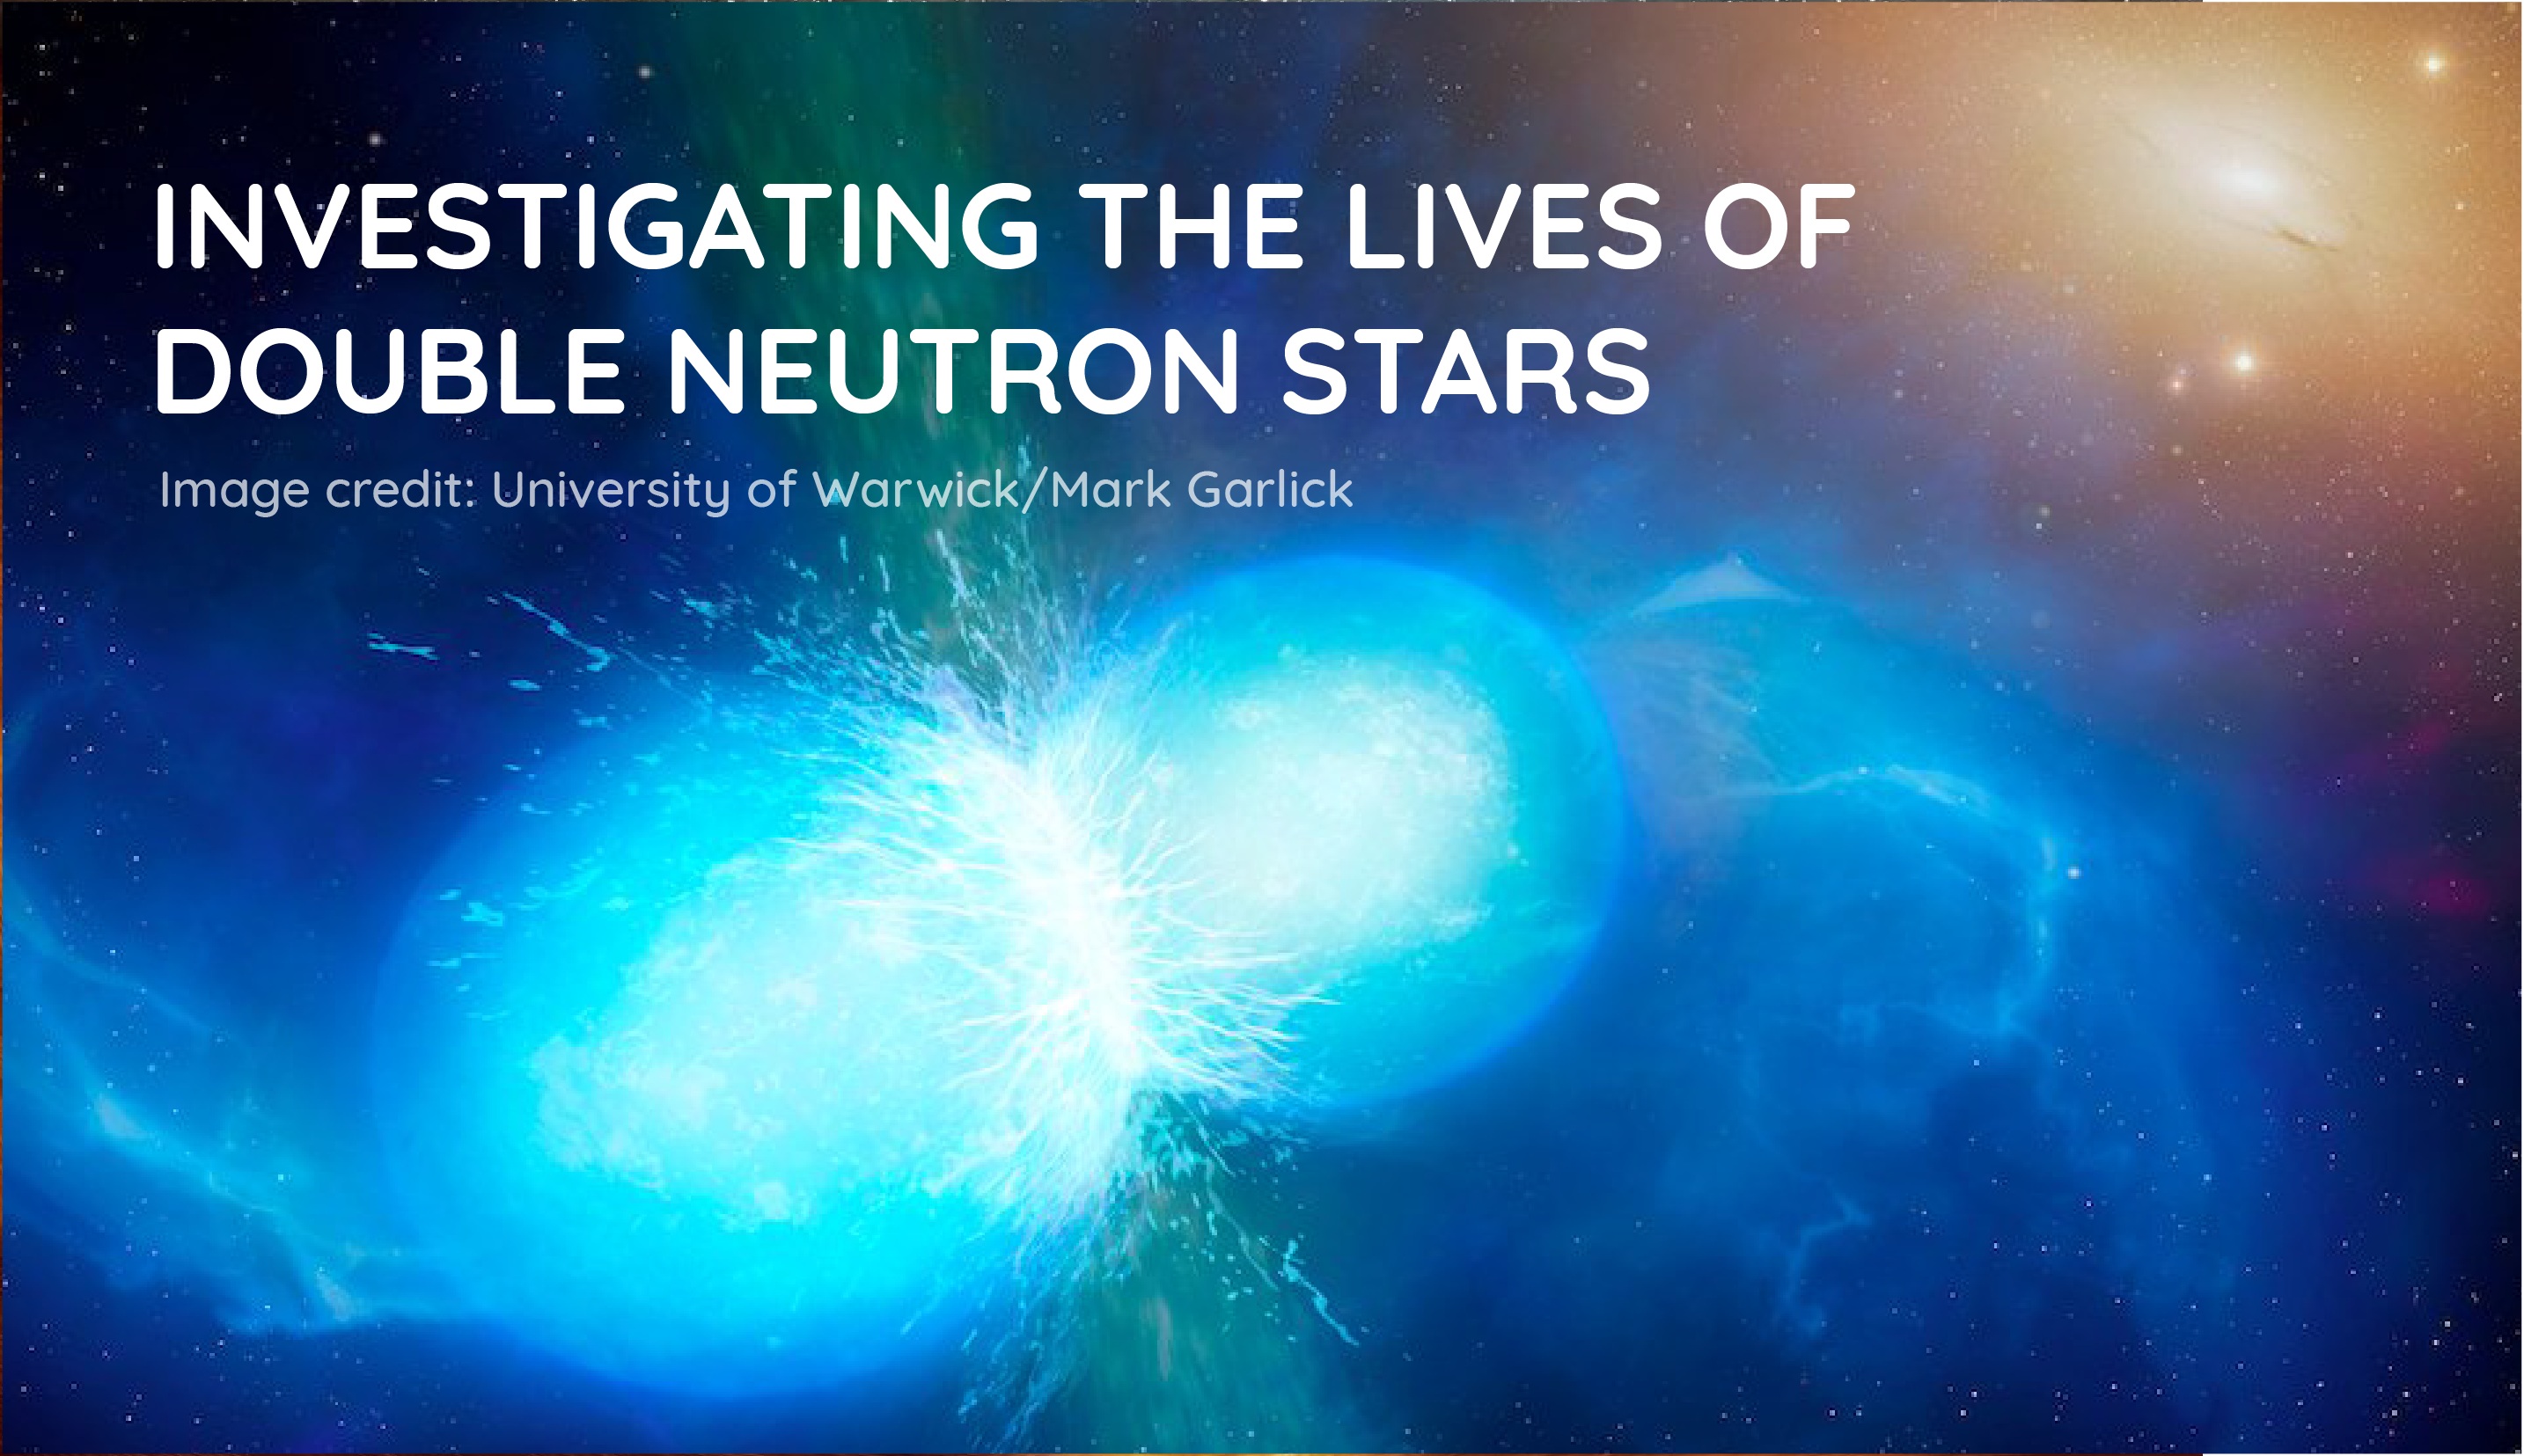 INVESTIGATING THE LIVES OF
DOUBLE NEUTRON STARS
Image credit: University of Warwick/Mark Garlick